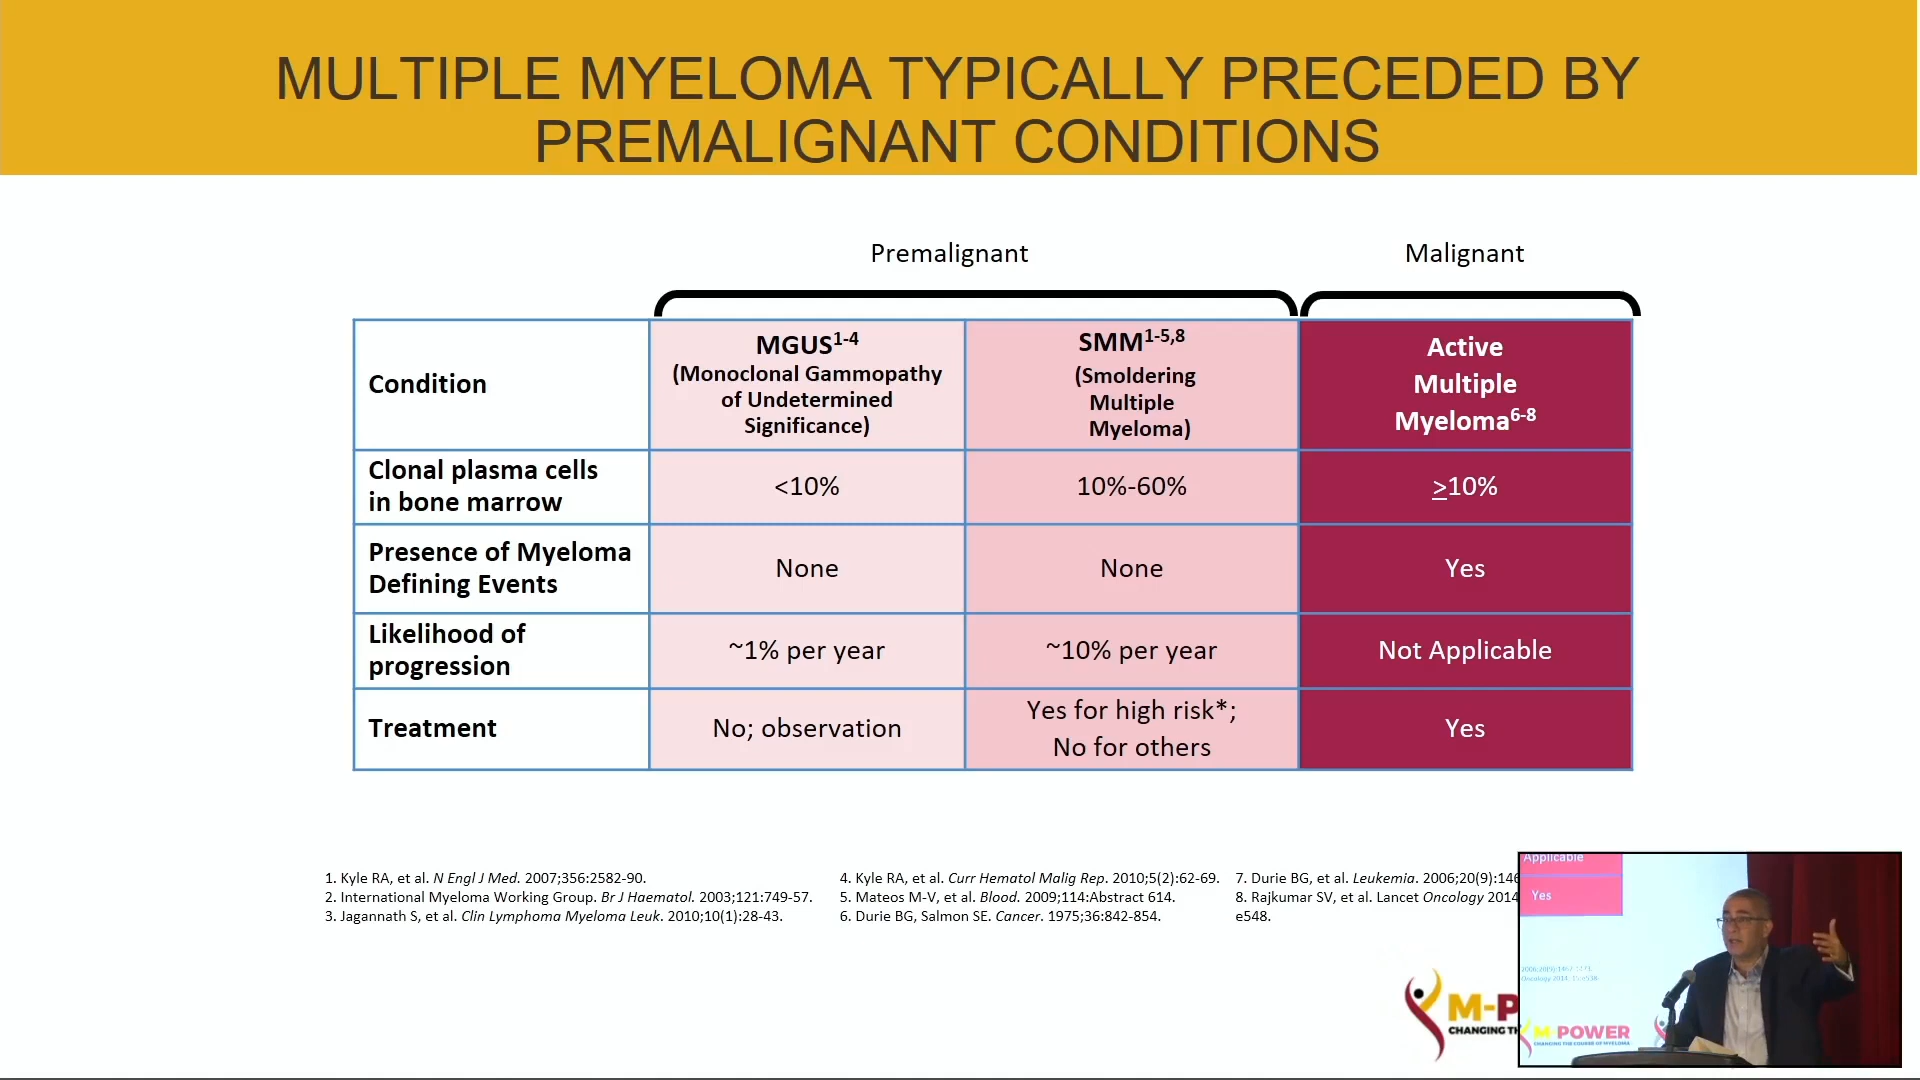 MULTIPLE MYELOMA TYPICALLY PRECEDED BY
PREMALIGNANT CONDITIONS
Premalignant
Malignant
Condition
MGUS1-4
(Monoclonal Gammopathy
of Undetermined
Significance)
SMM1-5,8
(Smoldering
Multiple
Myeloma)
Active
Multiple
Myeloma6-8
Clonal plasma cells
in bone marrow
<10%
10%-60%
≥10%
Presence of Myeloma
Defining Events
None
None
Yes
Likelihood of
progression
~1% per year
~10% per year
Not Applicable
Treatment
No; observation
Yes for high risk*;
No for others
Yes
1. Kyle RA, et al. N Engl J Med. 2007;356:2582-90.
2. International Myeloma Working Group. Br J Haematol. 2003;121:749-57.
3. Jagannath S, et al. Clin Lymphoma Myeloma Leuk. 2010;10(1):28-43.
4. Kyle RA, et al. Curr Hematol Malig Rep. 2010;5(2):62-69.
5. Mateos M-V, et al. Blood. 2009;114:Abstract 614.
6. Durie BG, Salmon SE. Cancer. 1975;36:842-854.
7. Durie BG, et al. Leukemia. 2006;20(9):146
8. Rajkumar SV, et al. Lancet Oncology 2014
e548.
M-P
CHANGING TH
Applicable
Yes
M-POWER
CHANGING THE COURSE OF MYELOMA